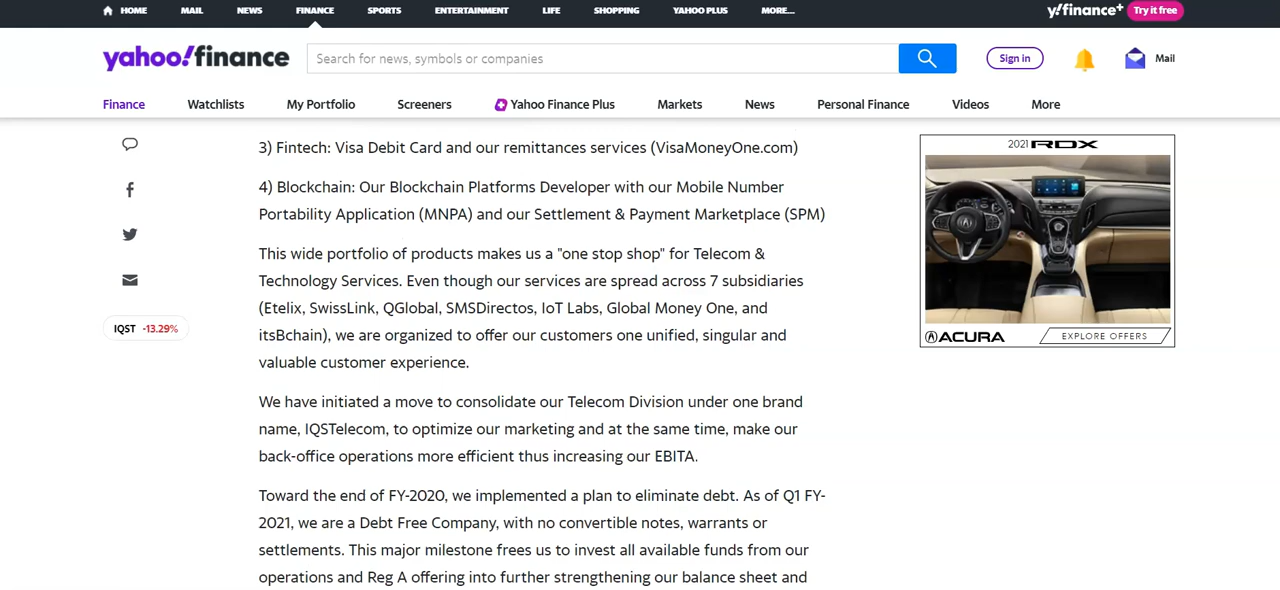 HOME MAIL NEWS FINANCE SPORTS ENTERTAINMENT LIFE SHOPPING YAHOO PLUS MORE... y!finance+ Try it free
yahoo!finance Search for news, symbols or companies Sign in Mail
Finance Watchlists My Portfolio Screeners Yahoo Finance Plus Markets News Personal Finance Videos More
3) Fintech: Visa Debit Card and our remittances services (VisaMoneyOne.com)
4) Blockchain: Our Blockchain Platforms Developer with our Mobile Number
Portability Application (MNPA) and our Settlement & Payment Marketplace (SPM)
This wide portfolio of products makes us a "one stop shop" for Telecom &
Technology Services. Even though our services are spread across 7 subsidiaries
(Etelix, SwissLink, QGlobal, SMSDirectos, IoT Labs, Global Money One, and
itsBchain), we are organized to offer our customers one unified, singular and
valuable customer experience.
We have initiated a move to consolidate our Telecom Division under one brand
name, IQSTelecom, to optimize our marketing and at the same time, make our
back-office operations more efficient thus increasing our EBITA.
Toward the end of FY-2020, we implemented a plan to eliminate debt. As of Q1 FY-
2021, we are a Debt Free Company, with no convertible notes, warrants or
settlements. This major milestone frees us to invest all available funds from our
operations and Reg A offering into further strengthening our balance sheet and
IQST -13.29%
2021 RDX
ACURA EXPLORE OFFERS